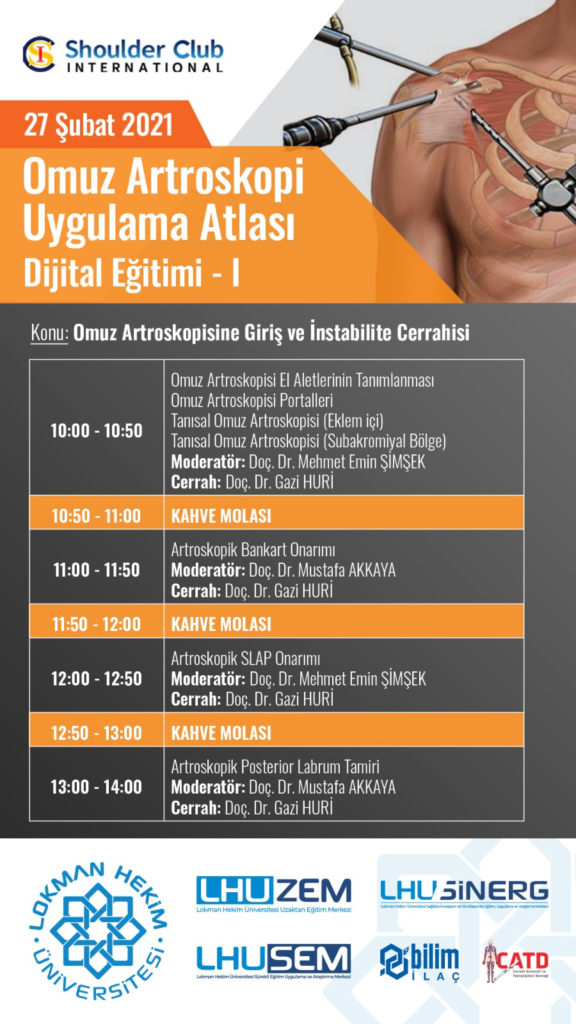 Shoulder Club
INTERNATIONAL
27 Şubat 2021
Omuz Artroskopi
Uygulama Atlası
Dijital Eğitimi - I
Konu: Omuz Artroskopisine Giriş ve İnstabilite Cerrahisi
10:00 - 10:50
Omuz Artroskopisi El Aletlerinin Tanımlanması
Omuz Artroskopisi Portalleri
Tanısal Omuz Artroskopisi (Eklem içi)
Tanısal Omuz Artroskopisi (Subakromiyal Bölge)
Moderatör: Doç. Dr. Mehmet Emin ŞİMŞEK
Cerrah: Doç. Dr. Gazi HURİ
10:50 - 11:00 KAHVE MOLASI
11:00 - 11:50
Artroskopik Bankart Onarımı
Moderatör: Doç. Dr. Mustafa AKKAYA
Cerrah: Doç. Dr. Gazi HURİ
11:50 - 12:00 KAHVE MOLASI
12:00 - 12:50
Artroskopik SLAP Onarımı
Moderatör: Doç. Dr. Mehmet Emin ŞİMŞEK
Cerrah: Doç. Dr. Gazi HURİ
12:50 - 13:00 KAHVE MOLASI
13:00 - 14:00
Artroskopik Posterior Labrum Tamiri
Moderatör: Doç. Dr. Mustafa AKKAYA
Cerrah: Doç. Dr. Gazi HURİ
LOKMAN HEKİM ÜNİVERSİTESİ
LHUZEM
Lokman Hekim Üniversitesi Uzaktan Eğitim Merkezi
LHUSİNERG
LHUSEM
Lokman Hekim Üniversitesi Sürekli Eğitim Uygulama ve Araştırma Merkezi
bilim
İLAÇ
CATD